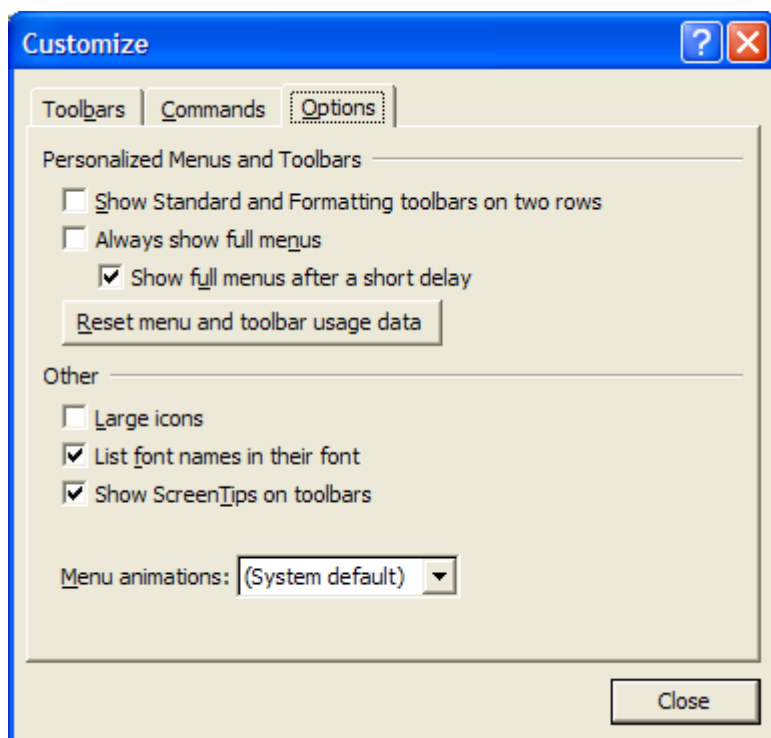 Customize
Toolbars Commands Options
Personalized Menus and Toolbars
Show Standard and Formatting toolbars on two rows
Always show full menus
Show full menus after a short delay
Reset menu and toolbar usage data
Other
Large icons
List font names in their font
Show ScreenTips on toolbars
Menu animations: (System default)
Close